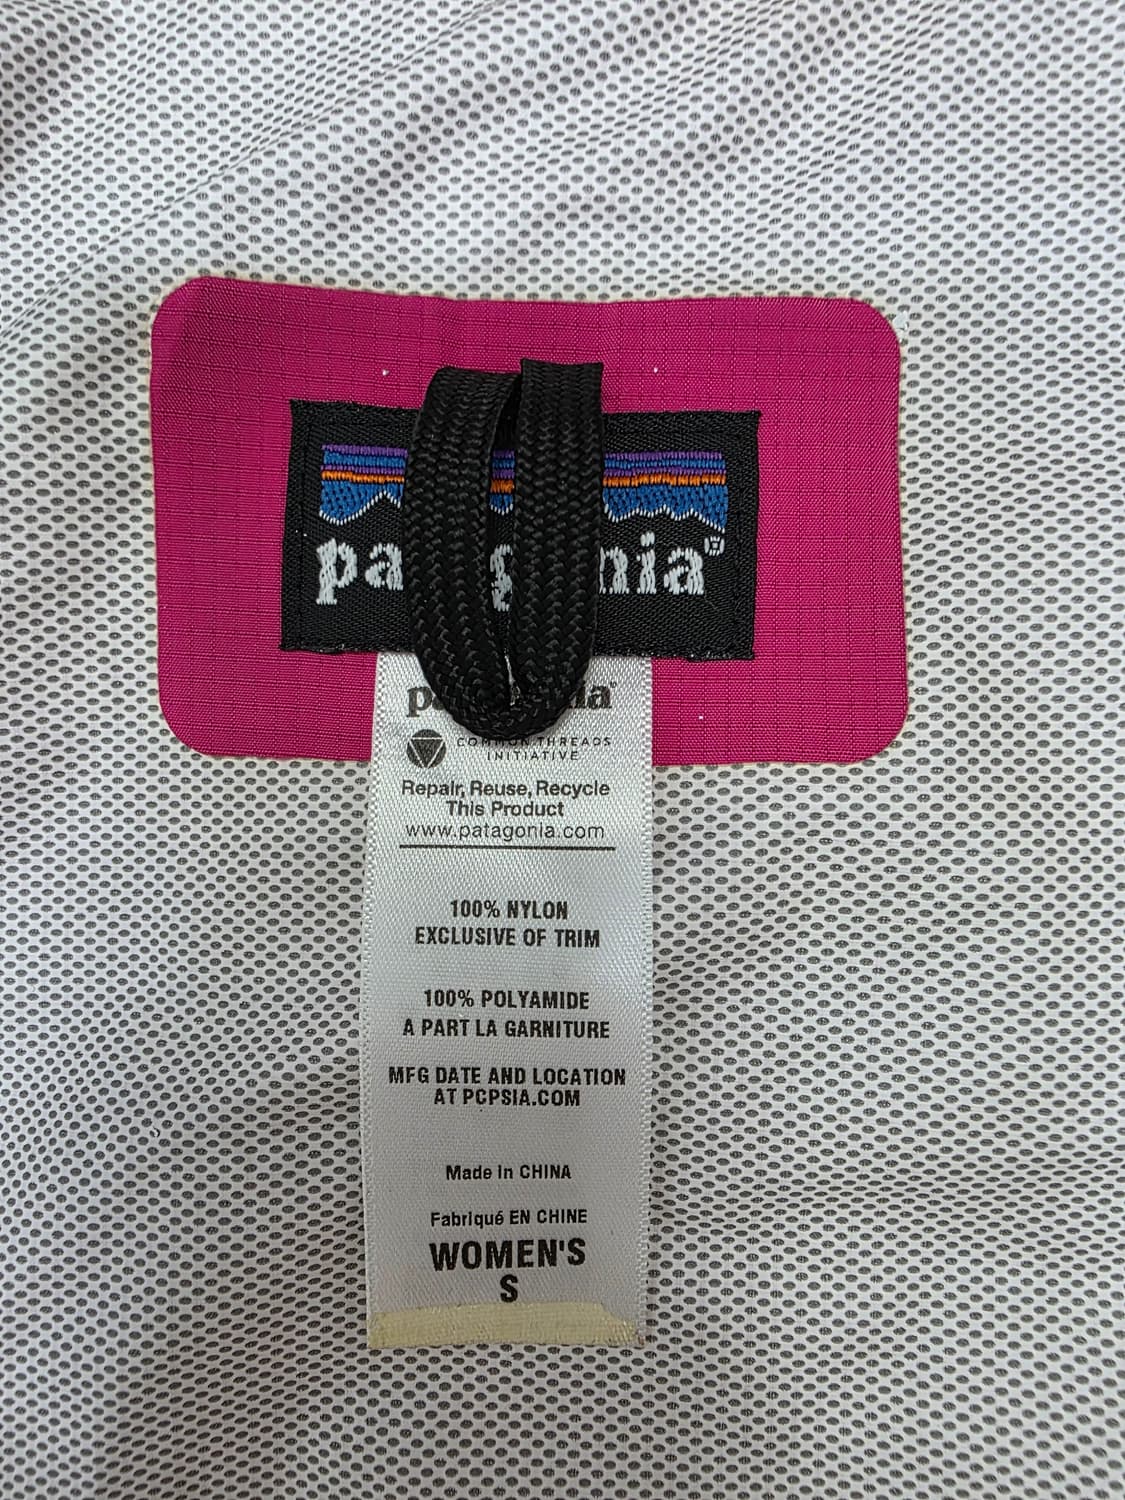 patagonia®
patagonia®
COMMON THREADS
INITIATIVE
Repair, Reuse, Recycle
This Product
www.patagonia.com
100% NYLON
EXCLUSIVE OF TRIM
100% POLYAMIDE
A PART LA GARNITURE
MFG DATE AND LOCATION
AT PCPSIA.COM
Made in CHINA
Fabriqué EN CHINE
WOMEN'S
S